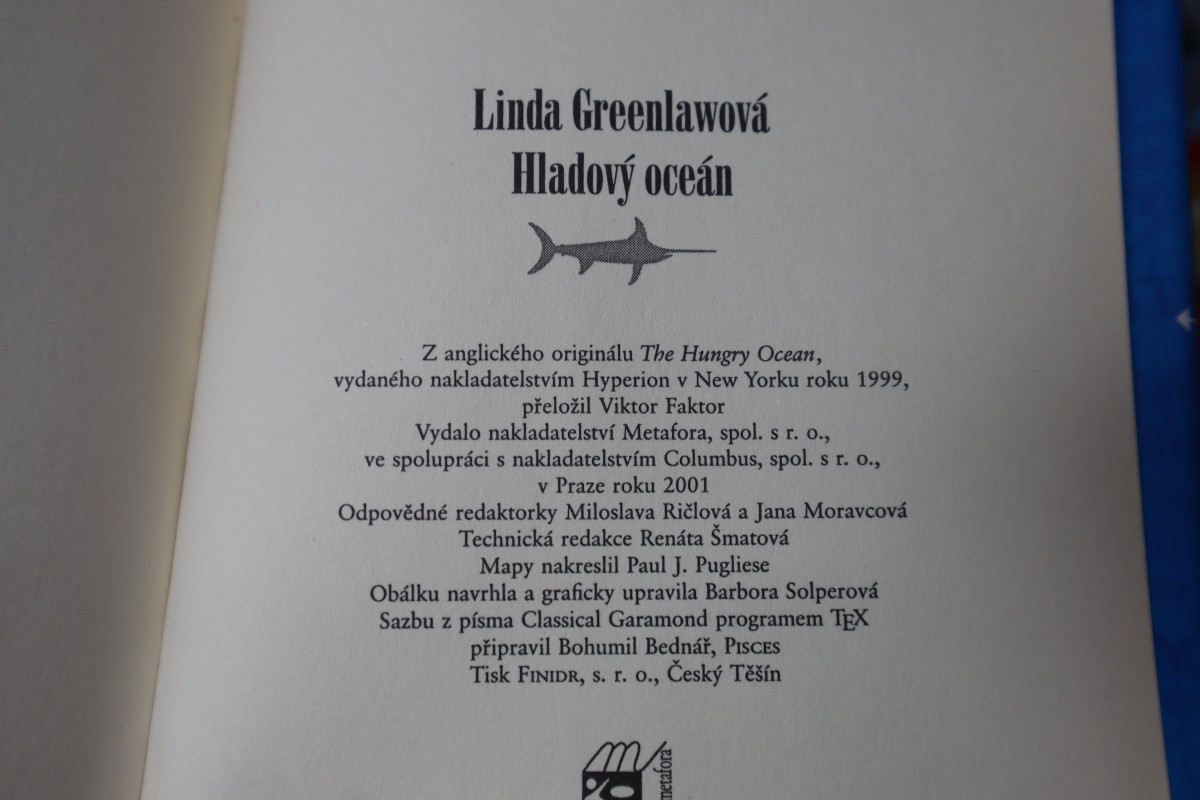 Linda Greenlawová
Hladový oceán
Z anglického originálu The Hungry Ocean,
vydaného nakladatelstvím Hyperion v New Yorku roku 1999,
přeložil Viktor Faktor
Vydalo nakladatelství Metafora, spol. s r. o.,
ve spolupráci s nakladatelstvím Columbus, spol. s r. o.,
v Praze roku 2001
Odpovědné redaktorky Miloslava Ričlová a Jana Moravcová
Technická redakce Renáta Šmatová
Mapy nakreslil Paul J. Pugliese
Obálku navrhla a graficky upravila Barbora Solperová
Sazbu z písma Classical Garamond programem TEX
připravil Bohumil Bednář, PISCES
Tisk FINIDR, s. r. o., Český Těšín
metafora